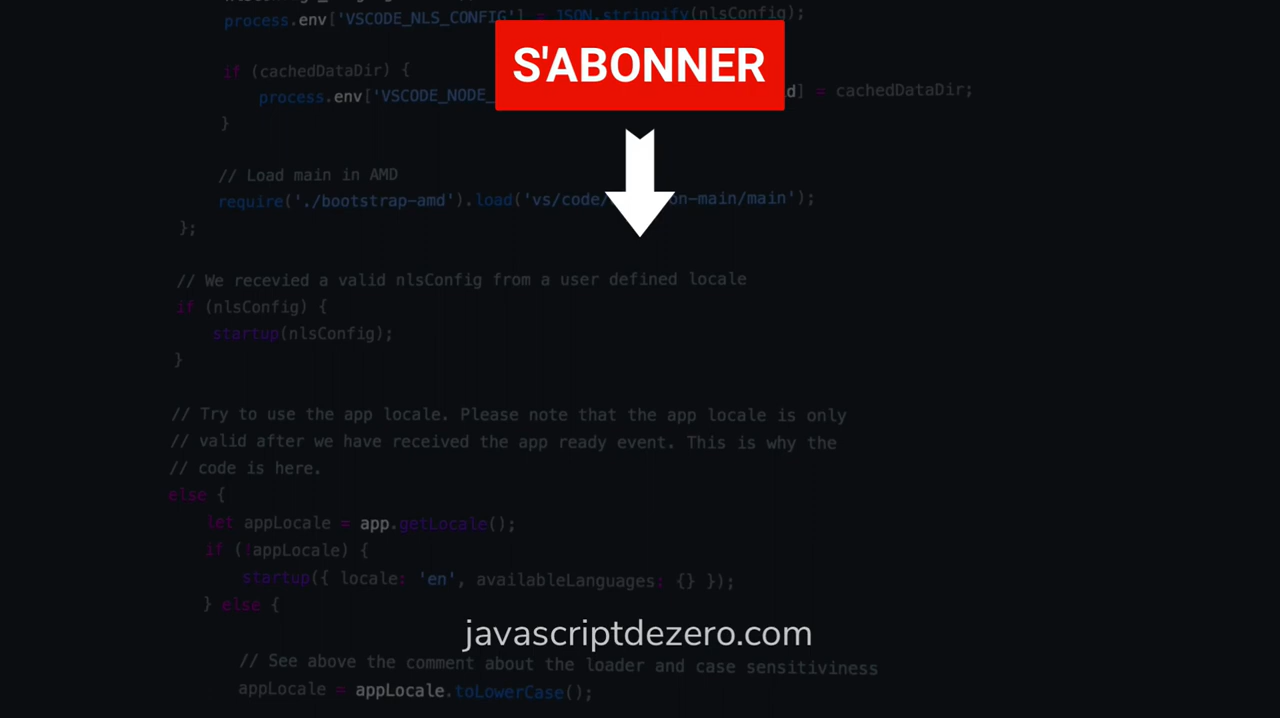 process.env['VSCODE_NLS_CONFIG'] = JSON.stringify(nlsConfig);
S'ABONNER
if (cachedDataDir) {
process.env['VSCODE_NODE_ d] = cachedDataDir;
}
// Load main in AMD
require('./bootstrap-amd').load('vs/code/ on-main/main');
};
// We recevied a valid nlsConfig from a user defined locale
if (nlsConfig) {
startup(nlsConfig);
}
// Try to use the app locale. Please note that the app locale is only
// valid after we have received the app ready event. This is why the
// code is here.
else {
let appLocale = app.getLocale();
if (!appLocale) {
startup({ locale: 'en', availableLanguages: {} });
} else {
javascriptdezero.com
// See above the comment about the loader and case sensitiviness
appLocale = appLocale.toLowerCase();